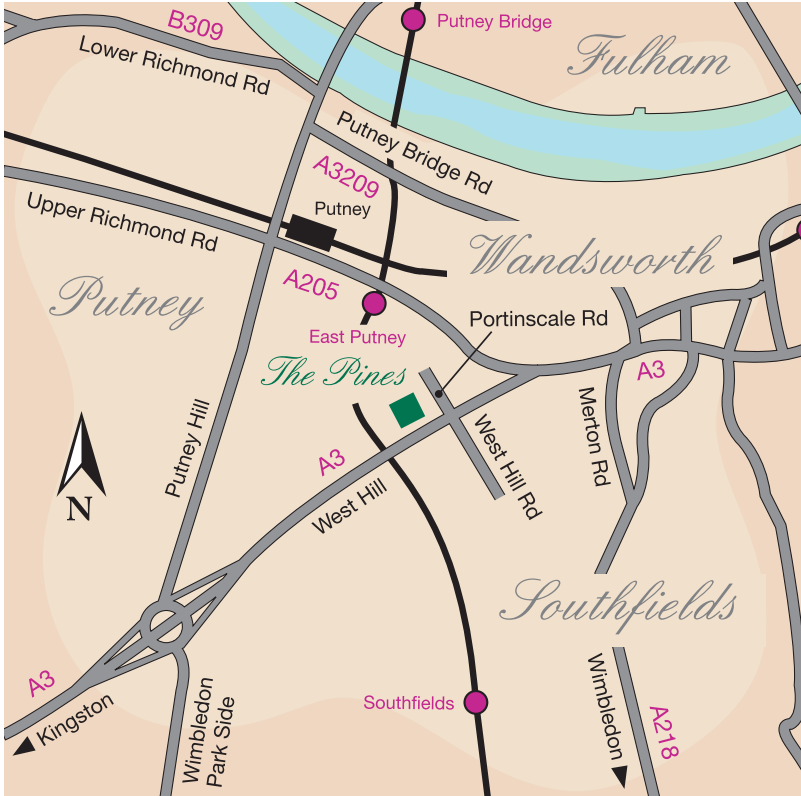 B309
Putney Bridge
Lower Richmond Rd
Fulham
Putney Bridge Rd
A3209
Putney
Upper Richmond Rd
Wandsworth
A205
Putney
East Putney
Portinscale Rd
The Pines
A3
Merton Rd
Putney Hill
A3
West Hill
West Hill Rd
N
Southfields
A3
Kingston
Wimbledon
Park Side
Southfields
Wimbledon
A218